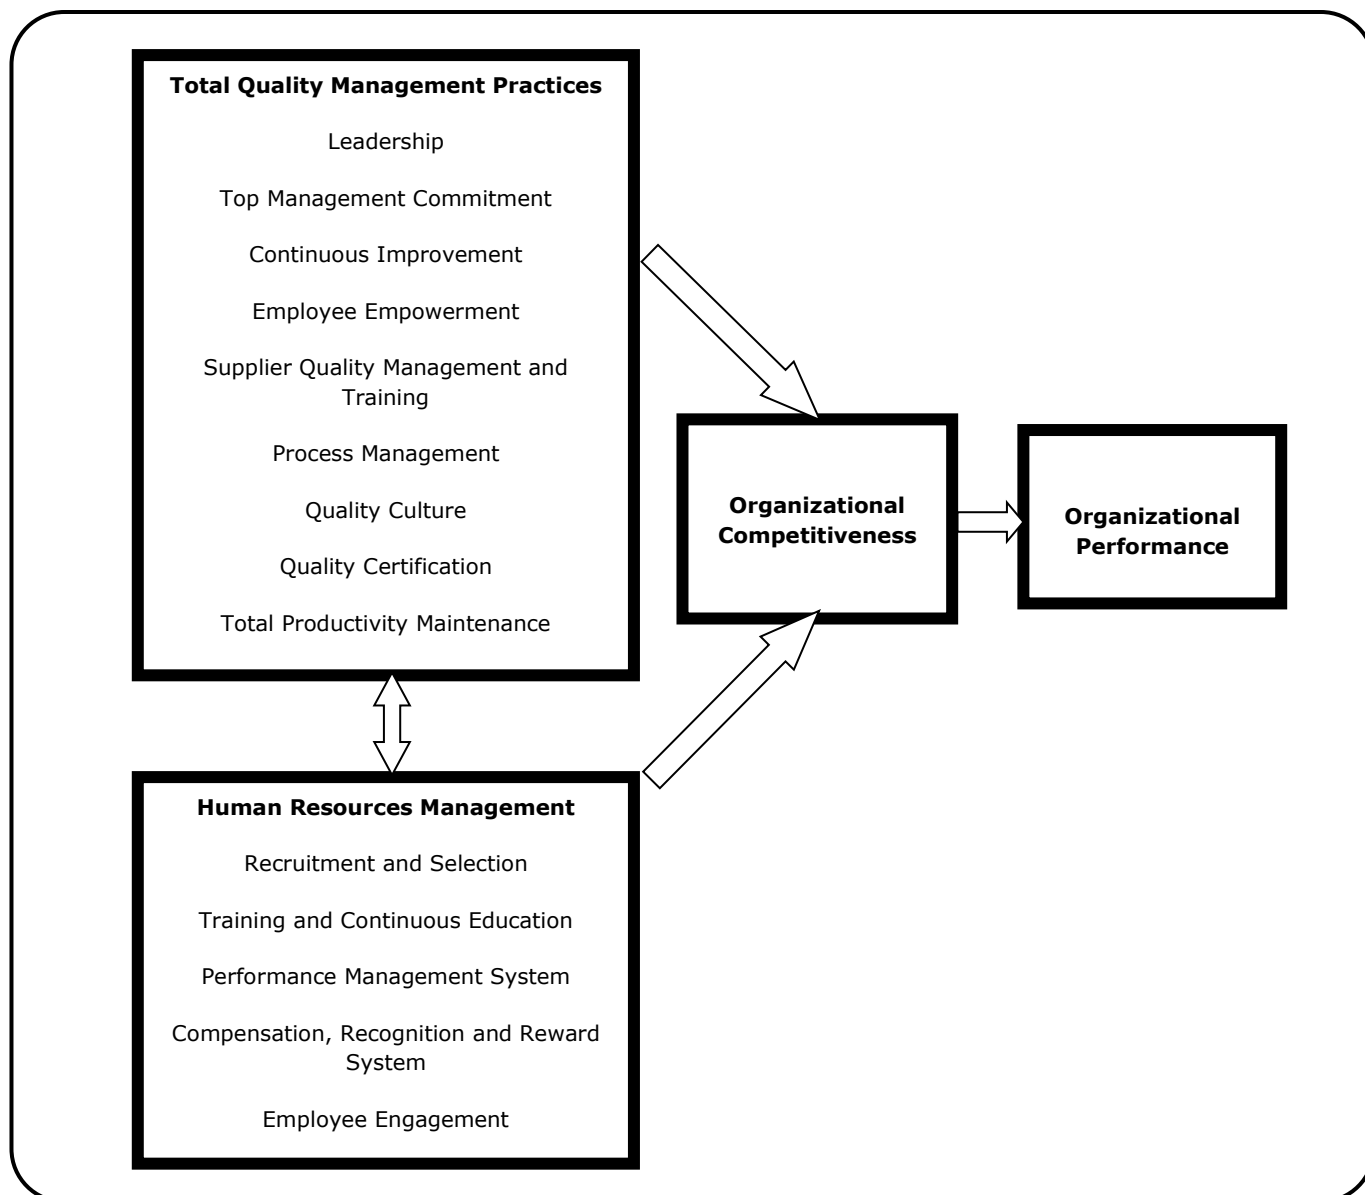 Total Quality Management Practices
Leadership
Top Management Commitment
Continuous Improvement
Employee Empowerment
Supplier Quality Management and
Training
Process Management
Quality Culture
Quality Certification
Total Productivity Maintenance
Organizational
Competitiveness
Organizational
Performance
Human Resources Management
Recruitment and Selection
Training and Continuous Education
Performance Management System
Compensation, Recognition and Reward
System
Employee Engagement